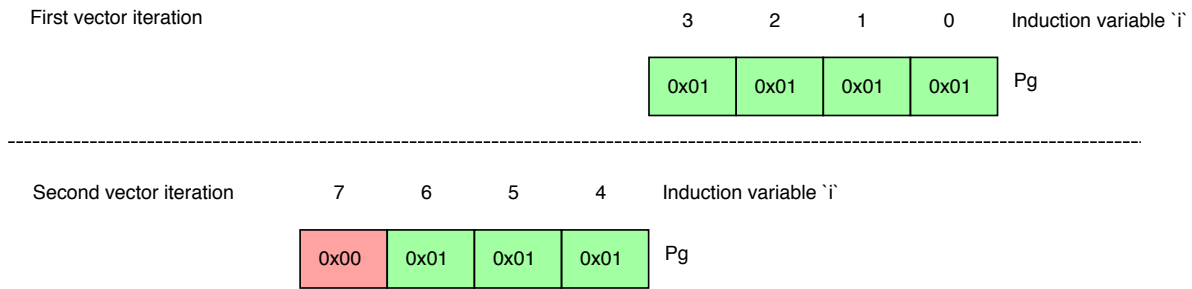 First vector iteration 3 2 1 0 Induction variable `i`
0x01 0x01 0x01 0x01 Pg
Second vector iteration 7 6 5 4 Induction variable `i`
0x00 0x01 0x01 0x01 Pg